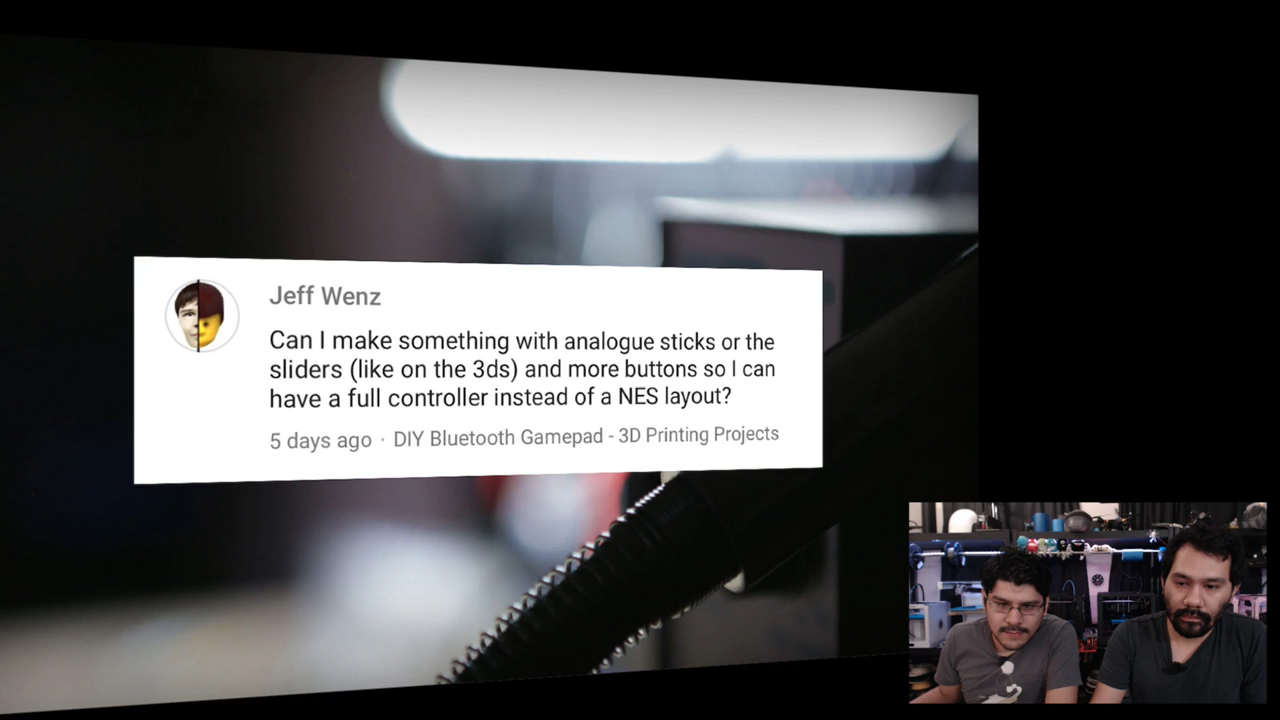 Jeff Wenz
Can I make something with analogue sticks or the
sliders (like on the 3ds) and more buttons so I can
have a full controller instead of a NES layout?
5 days ago · DIY Bluetooth Gamepad - 3D Printing Projects